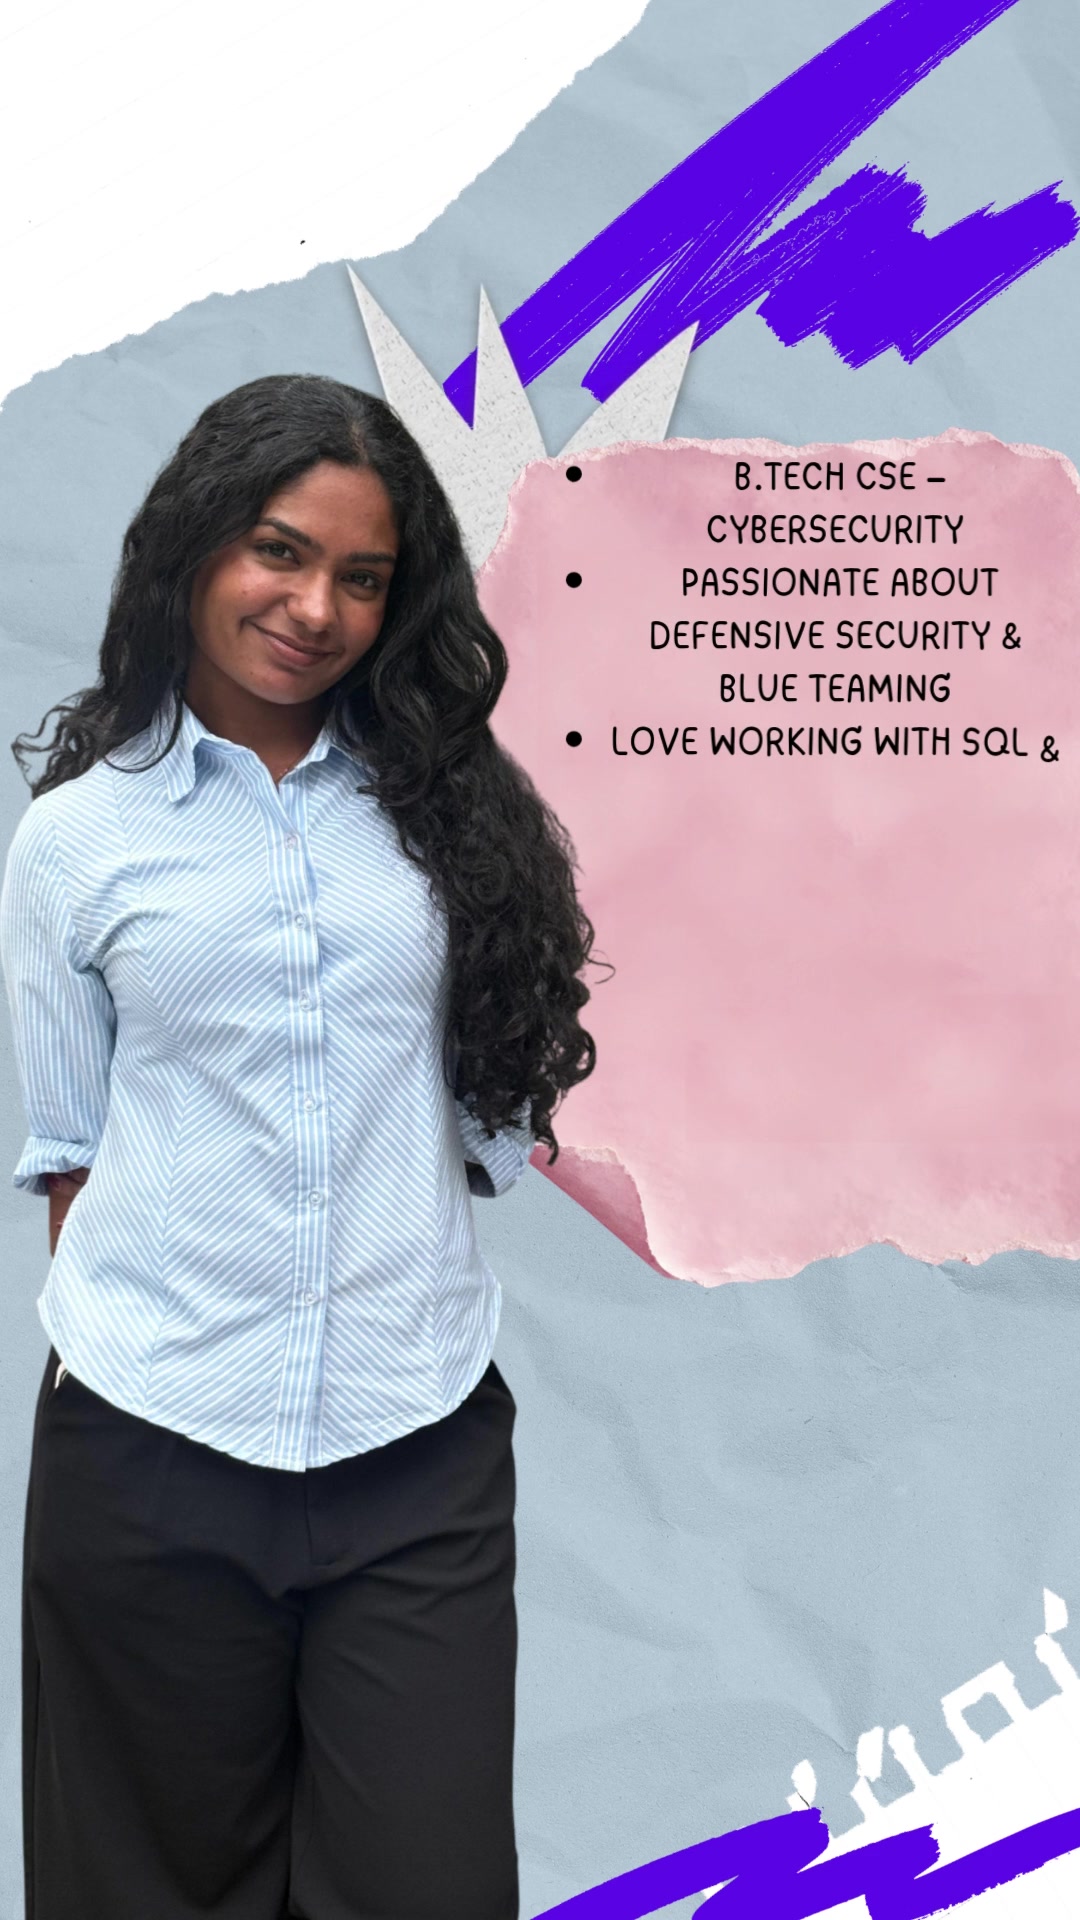 • B.TECH CSE –
CYBERSECURITY
• PASSIONATE ABOUT
DEFENSIVE SECURITY &
BLUE TEAMING
• LOVE WORKING WITH SQL &